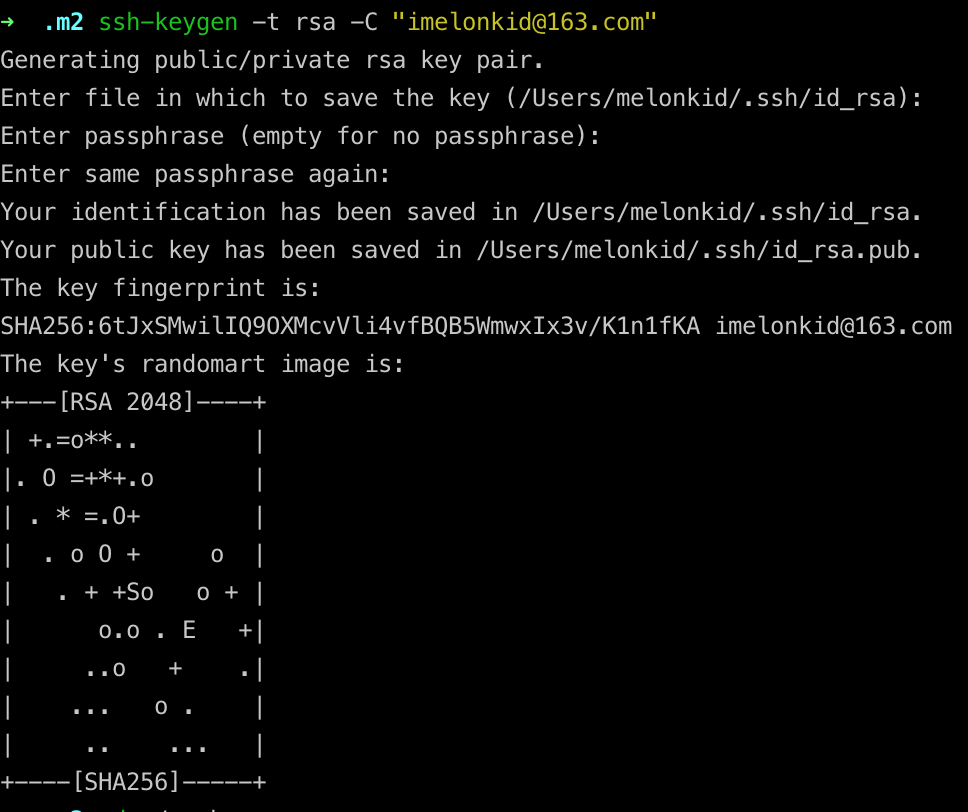 →  .m2 ssh-keygen -t rsa -C "imelonkid@163.com"
Generating public/private rsa key pair.
Enter file in which to save the key (/Users/melonkid/.ssh/id_rsa):
Enter passphrase (empty for no passphrase):
Enter same passphrase again:
Your identification has been saved in /Users/melonkid/.ssh/id_rsa.
Your public key has been saved in /Users/melonkid/.ssh/id_rsa.pub.
The key fingerprint is:
SHA256:6tJxSMwilIQ9OXMcvVli4vfBQB5WmwxIx3v/K1n1fKA imelonkid@163.com
The key's randomart image is:
+---[RSA 2048]----+
| +.=o**..        |
|. O =+*+.o       |
| . * =.O+        |
|  . o O +     o  |
|   . + +So   o + |
|      o.o . E   +|
|     ..o   +    .|
|    ...   o .    |
|     ..    ...   |
+----[SHA256]-----+